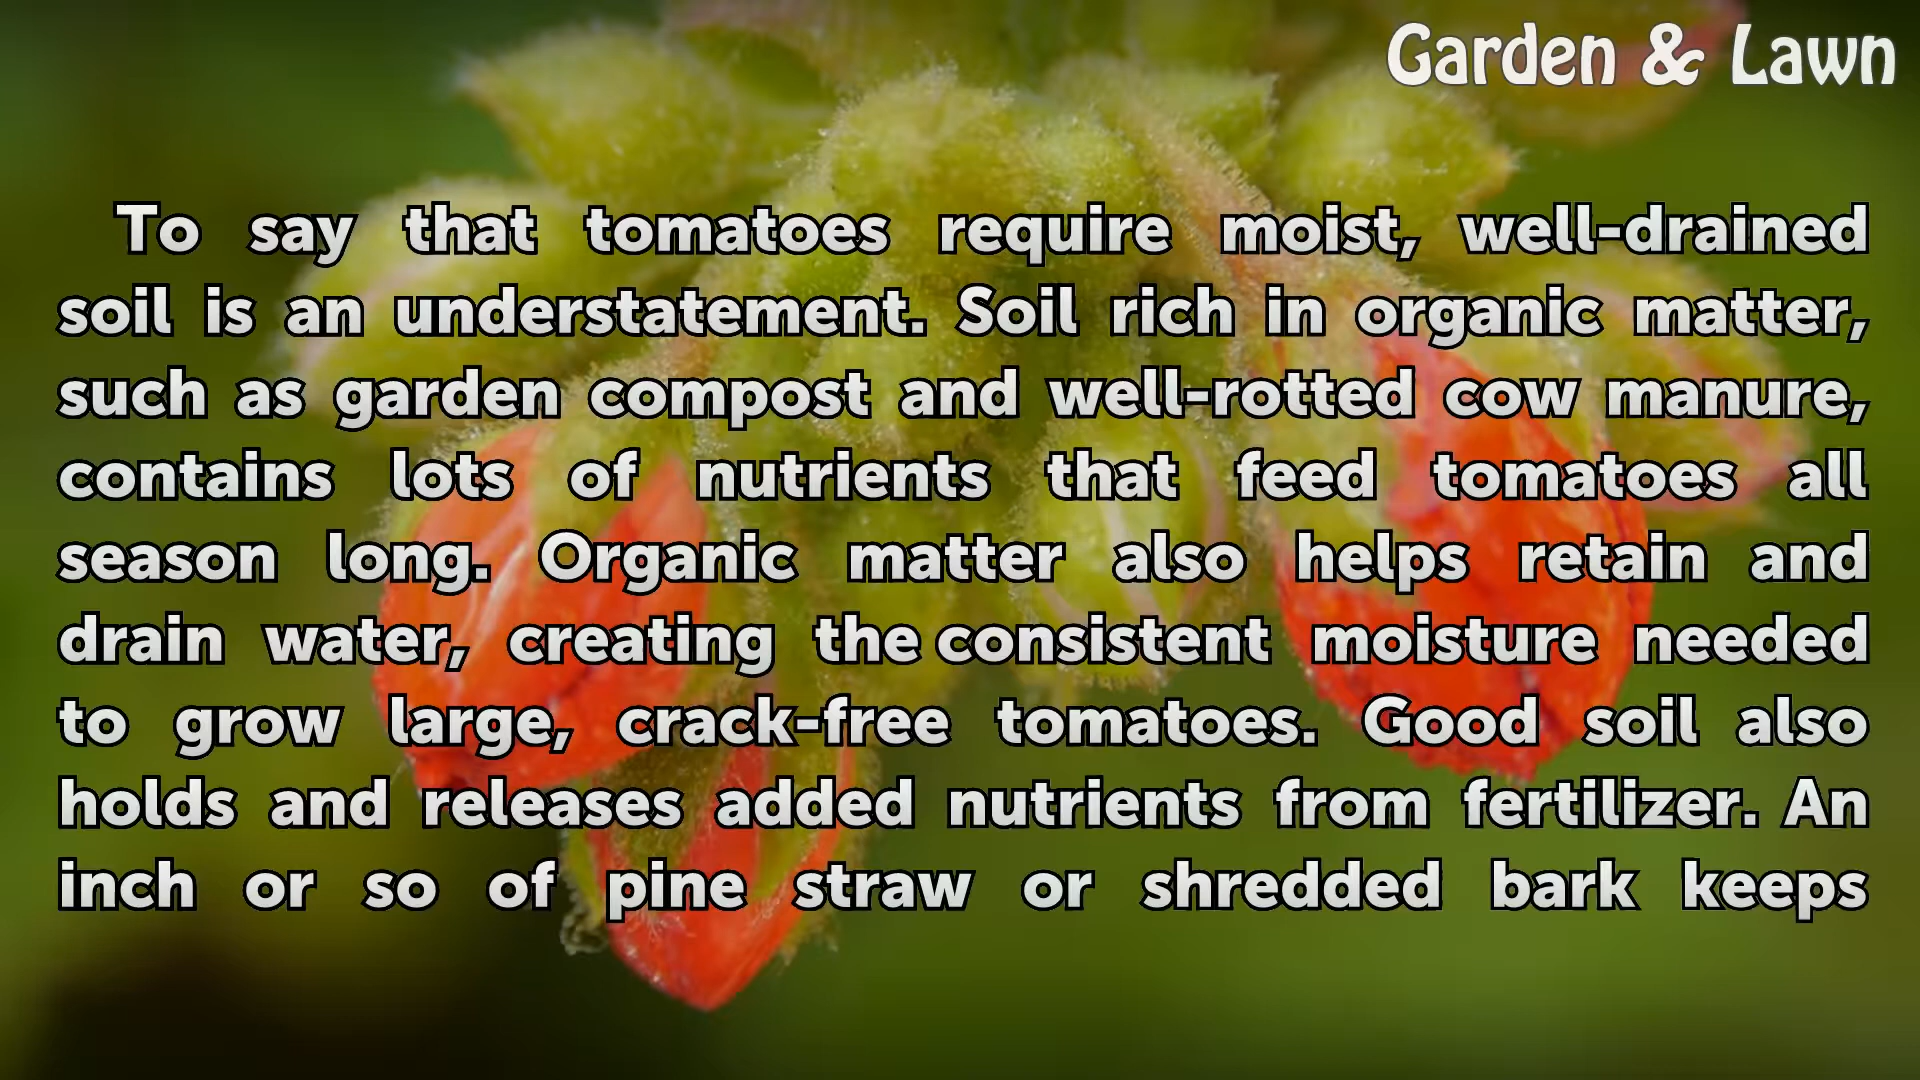 Garden & Lawn
To say that tomatoes require moist, well-drained
soil is an understatement. Soil rich in organic matter,
such as garden compost and well-rotted cow manure,
contains lots of nutrients that feed tomatoes all
season long. Organic matter also helps retain and
drain water, creating the consistent moisture needed
to grow large, crack-free tomatoes. Good soil also
holds and releases added nutrients from fertilizer. An
inch or so of pine straw or shredded bark keeps